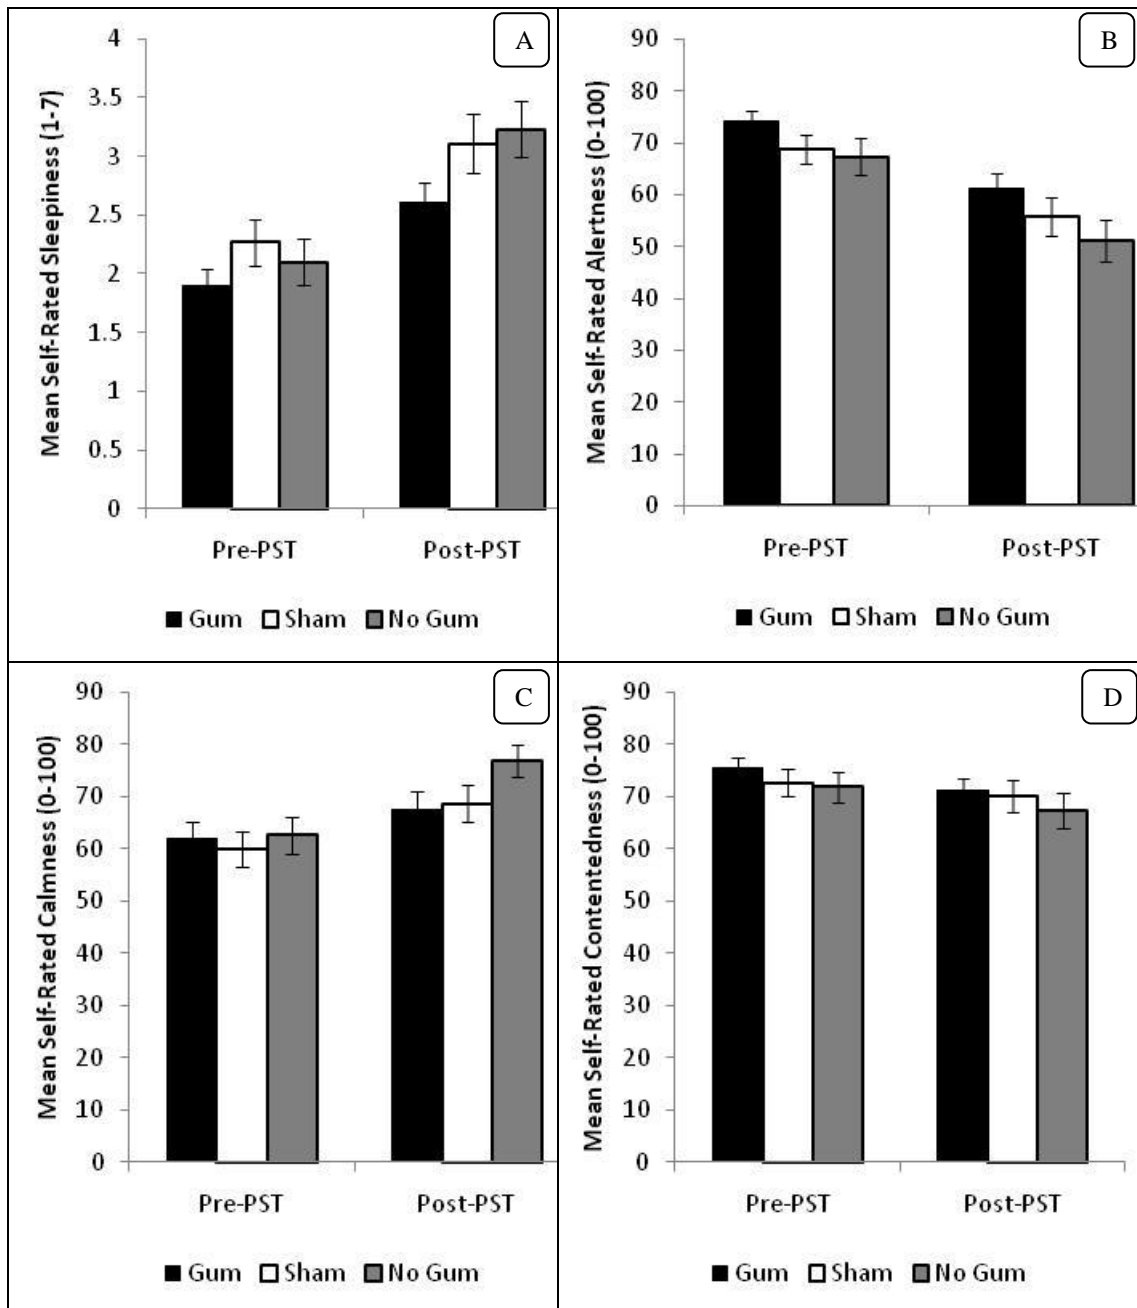 A
Mean Self-Rated Sleepiness (1-7)
4
3.5
3
2.5
2
1.5
1
0.5
0
Pre-PST Post-PST
Gum Sham No Gum
B
Mean Self-Rated Alertness (0-100)
90
80
70
60
50
40
30
20
10
0
Pre-PST Post-PST
Gum Sham No Gum
C
Mean Self-Rated Calmness (0-100)
90
80
70
60
50
40
30
20
10
0
Pre-PST Post-PST
Gum Sham No Gum
D
Mean Self-Rated Contentedness (0-100)
90
80
70
60
50
40
30
20
10
0
Pre-PST Post-PST
Gum Sham No Gum